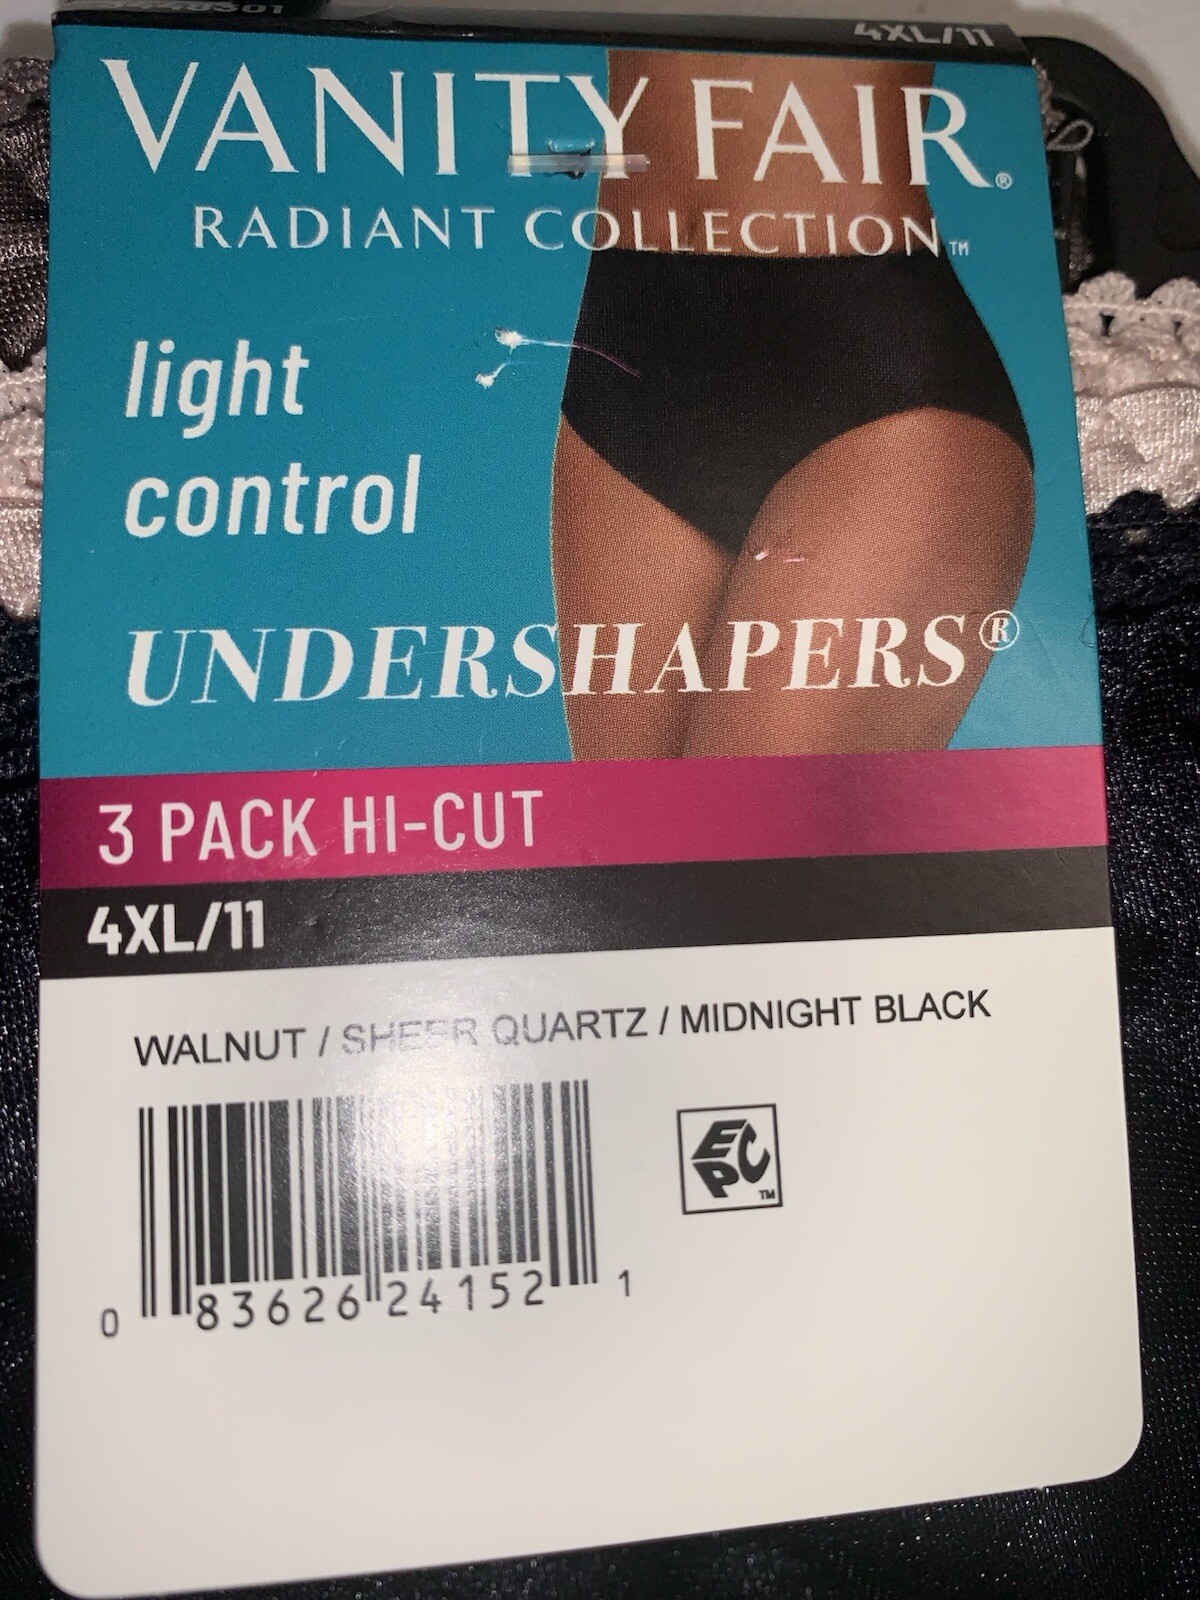 4XL/11
VANITY FAIR®
RADIANT COLLECTION™
light
control
UNDERSHAPERS®
3 PACK HI-CUT
4XL/11
WALNUT / SHEER QUARTZ / MIDNIGHT BLACK
EPC™
0 83626 24152 1